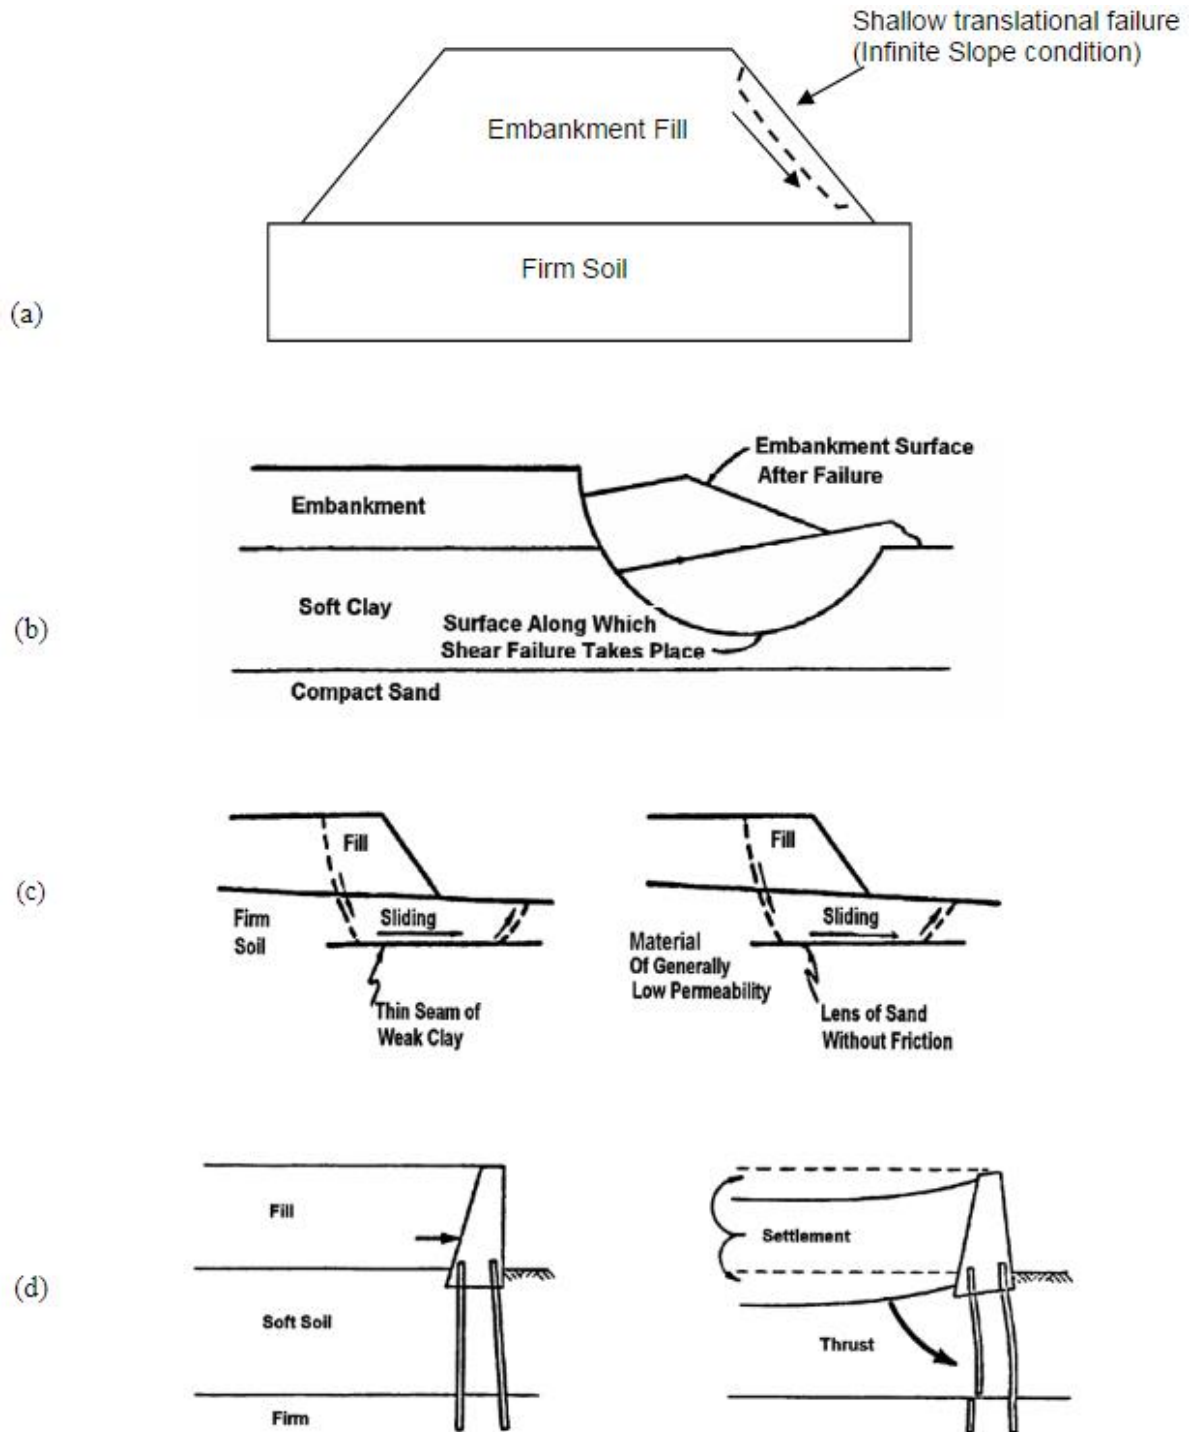 Shallow translational failure
(Infinite Slope condition)
Embankment Fill
Firm Soil
(a)
Embankment Surface
After Failure
Embankment
Soft Clay
Surface Along Which
Shear Failure Takes Place
Compact Sand
(b)
Fill
Firm
Soil
Sliding
Thin Seam of
Weak Clay
Fill
Sliding
Material
Of Generally
Low Permeability
Lens of Sand
Without Friction
(c)
Fill
Soft Soil
Firm
Settlement
Thrust
(d)